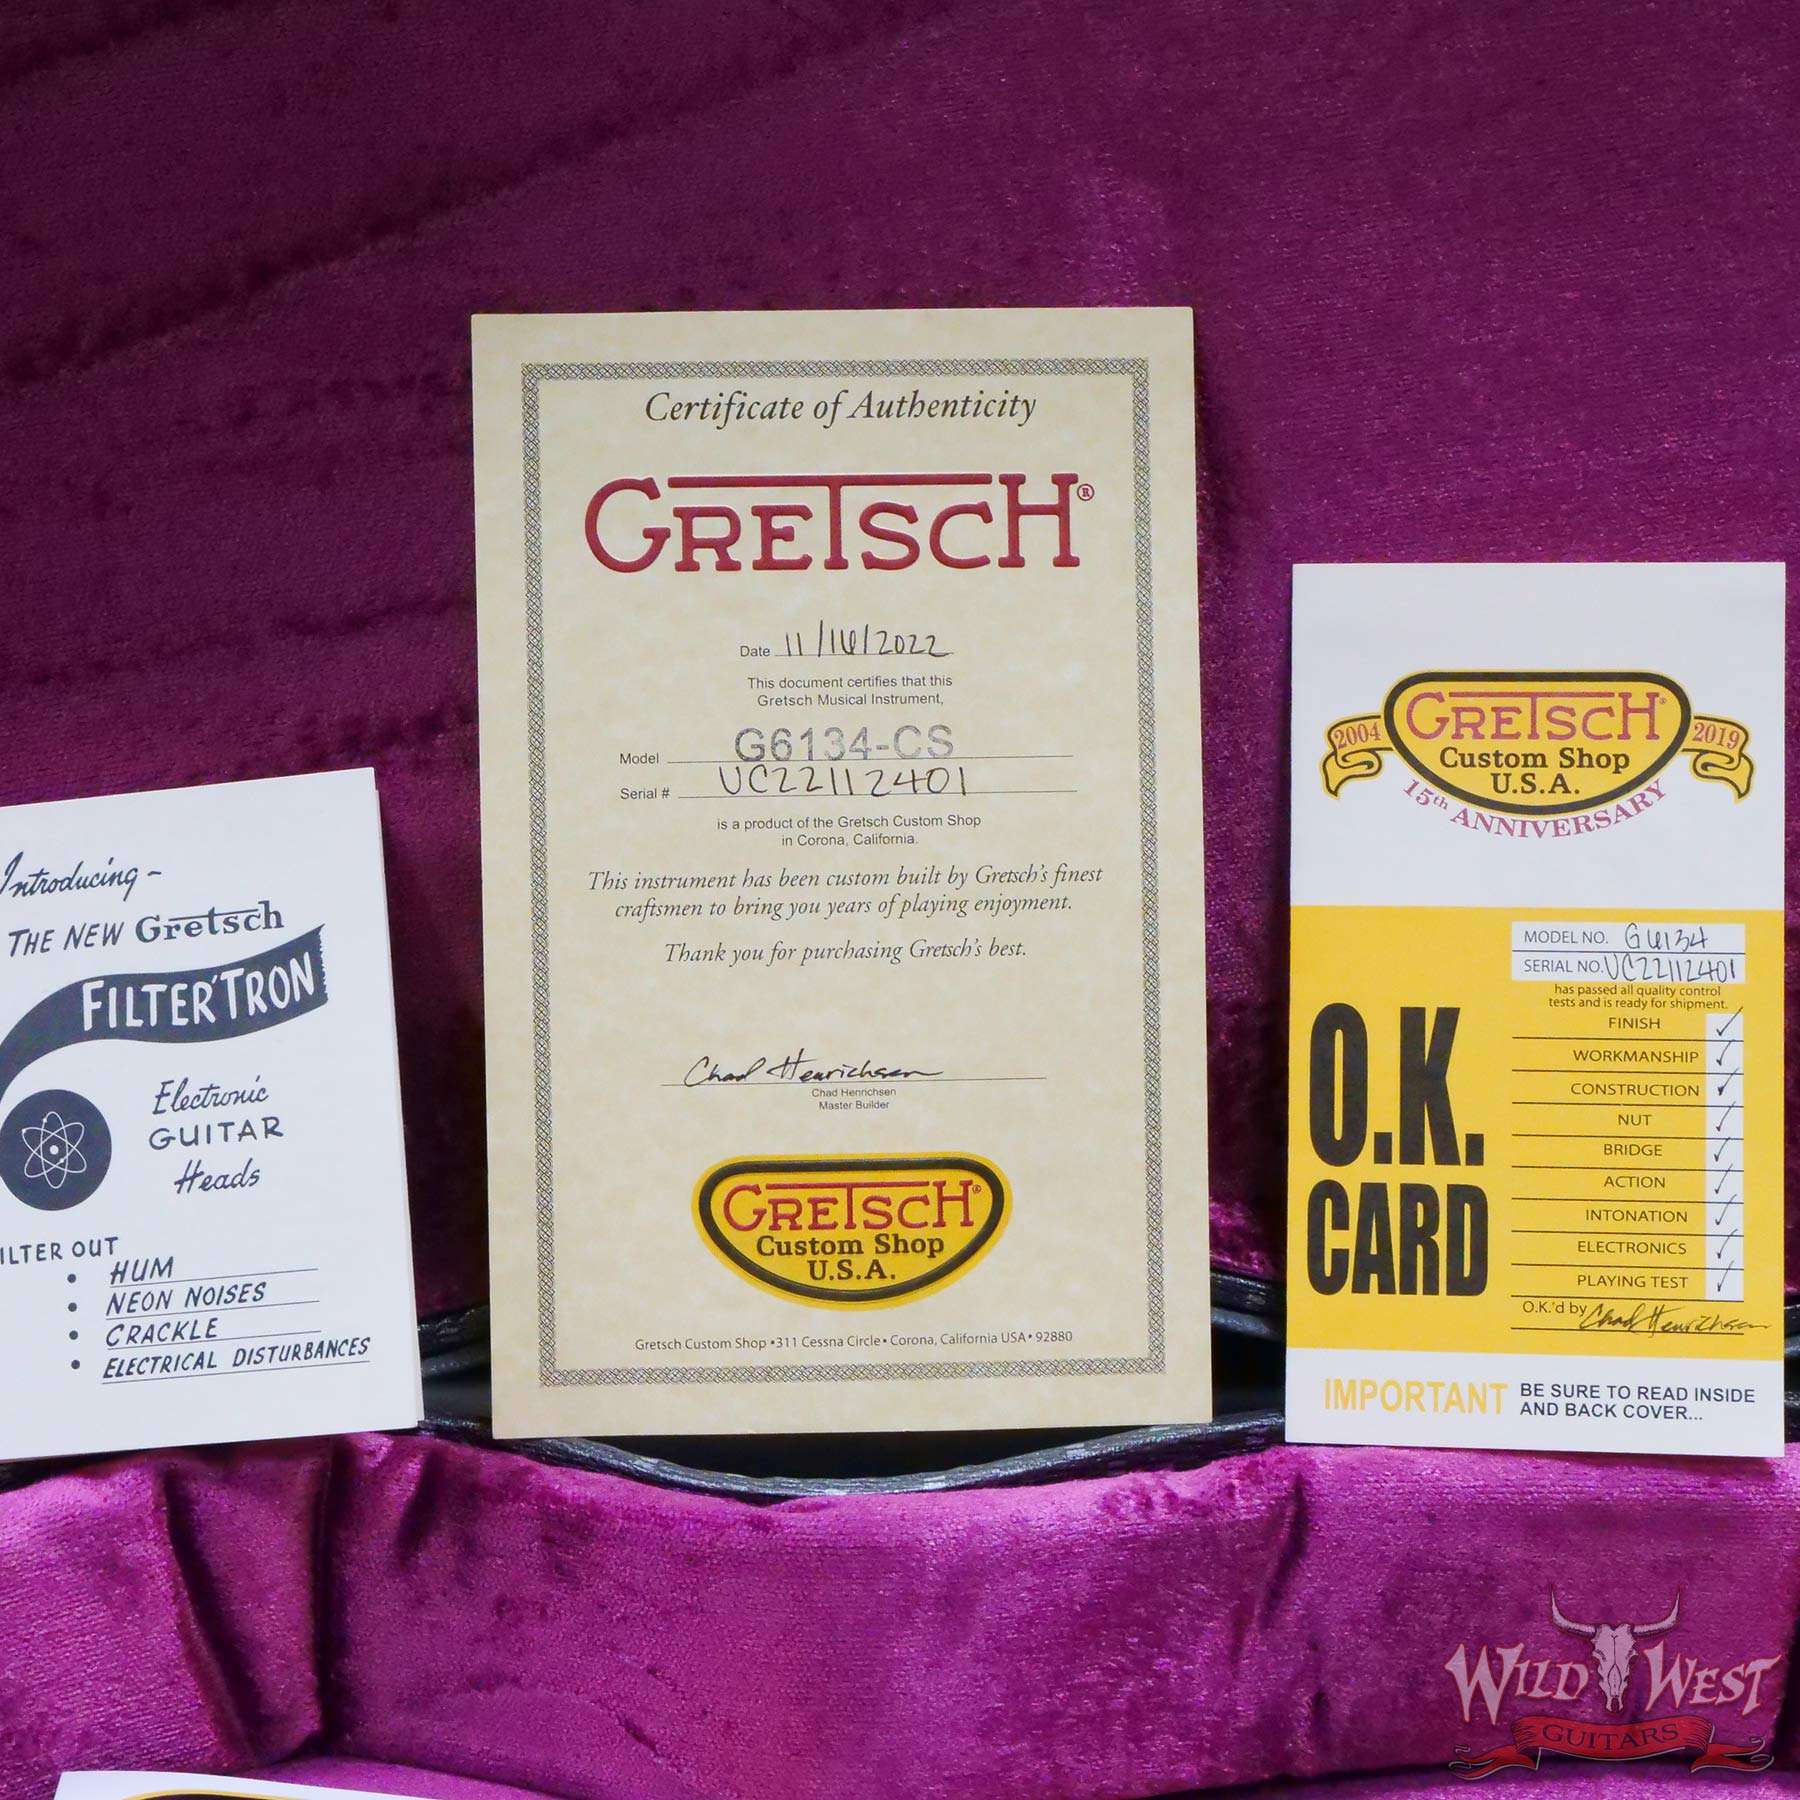 Introducing -
THE NEW Gretsch
FILTER'TRON
Electronic
GUITAR
Heads
ILTER OUT
• HUM
• NEON NOISES
• CRACKLE
• ELECTRICAL DISTURBANCES
Certificate of Authenticity
GRETSCH®
Date 11/16/2022
This document certifies that this
Gretsch Musical Instrument,
Model G6134-CS
Serial # UC22112401
is a product of the Gretsch Custom Shop
in Corona, California.
This instrument has been custom built by Gretsch's finest
craftsmen to bring you years of playing enjoyment.
Thank you for purchasing Gretsch's best.
Chad Henrichsen
Chad Henrichsen
Master Builder
GRETSCH®
Custom Shop
U.S.A.
Gretsch Custom Shop • 311 Cessna Circle • Corona, California USA • 92880
2004 GRETSCH® 2019
Custom Shop
U.S.A.
15th ANNIVERSARY
MODEL NO. G6134
SERIAL NO. UC22112401
has passed all quality control
tests and is ready for shipment.
O.K.
CARD
FINISH ✓
WORKMANSHIP ✓
CONSTRUCTION ✓
NUT ✓
BRIDGE ✓
ACTION ✓
INTONATION ✓
ELECTRONICS ✓
PLAYING TEST ✓
O.K.'d by Chad Henrichsen
IMPORTANT BE SURE TO READ INSIDE
AND BACK COVER...
WILD WEST
GUITARS